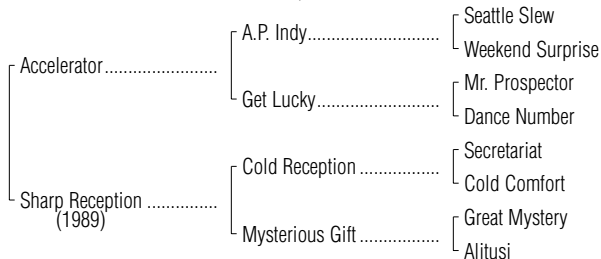 Seattle Slew
A.P. Indy..............................
Weekend Surprise
Accelerator..........................
Mr. Prospector
Get Lucky............................
Dance Number
Secretariat
Cold Reception ..................
Cold Comfort
Sharp Reception ................
(1989)
Great Mystery
Mysterious Gift..................
Alitusi